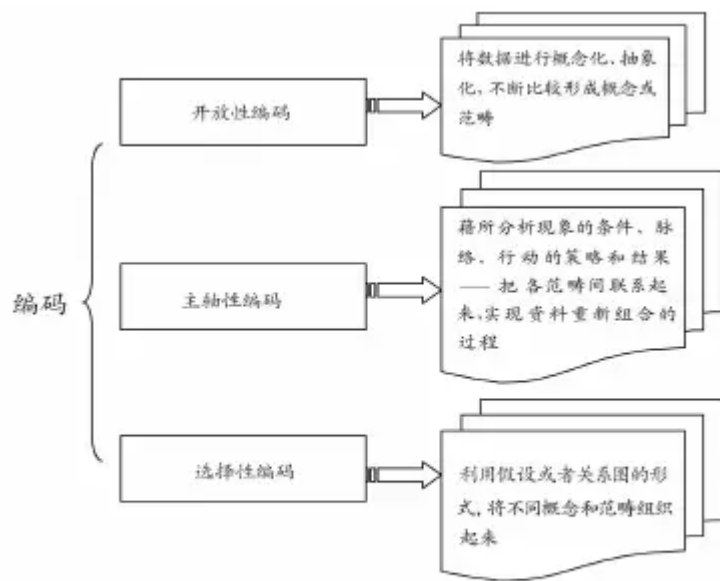 编码
开放性编码
将数据进行概念化、抽象
化，不断比较形成概念或
范畴
主轴性编码
藉所分析现象的条件、脉
络、行动的策略和结果
——把各范畴间联系起
来,实现资料重新组合的
过程
选择性编码
利用假设或者关系图的形
式，将不同概念和范畴组织
起来